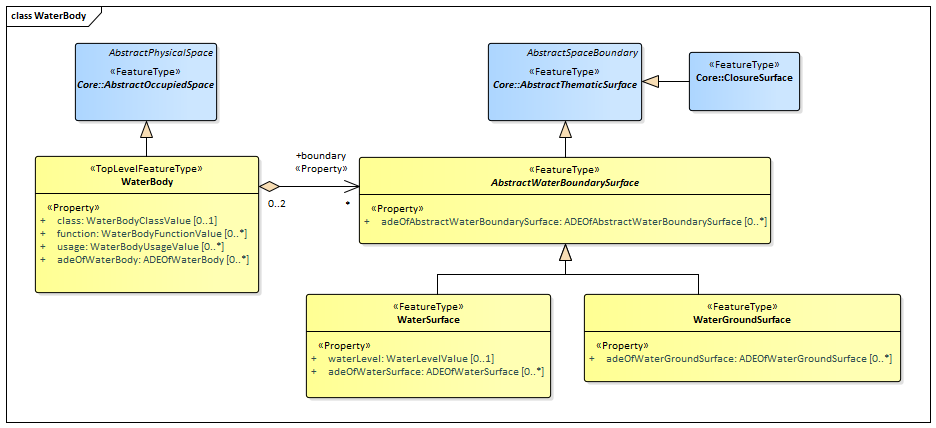 class WaterBody
AbstractPhysicalSpace
«FeatureType»
Core::AbstractOccupiedSpace
AbstractSpaceBoundary
«FeatureType»
Core::AbstractThematicSurface
«FeatureType»
Core::ClosureSurface
«TopLevelFeatureType»
WaterBody
«Property»
+ class: WaterBodyClassValue [0..1]
+ function: WaterBodyFunctionValue [0..*]
+ usage: WaterBodyUsageValue [0..*]
+ adeOfWaterBody: ADEOfWaterBody [0..*]
+boundary
«Property»
0..2
*
«FeatureType»
AbstractWaterBoundarySurface
«Property»
+ adeOfAbstractWaterBoundarySurface: ADEOfAbstractWaterBoundarySurface [0..*]
«FeatureType»
WaterSurface
«Property»
+ waterLevel: WaterLevelValue [0..1]
+ adeOfWaterSurface: ADEOfWaterSurface [0..*]
«FeatureType»
WaterGroundSurface
«Property»
+ adeOfWaterGroundSurface: ADEOfWaterGroundSurface [0..*]